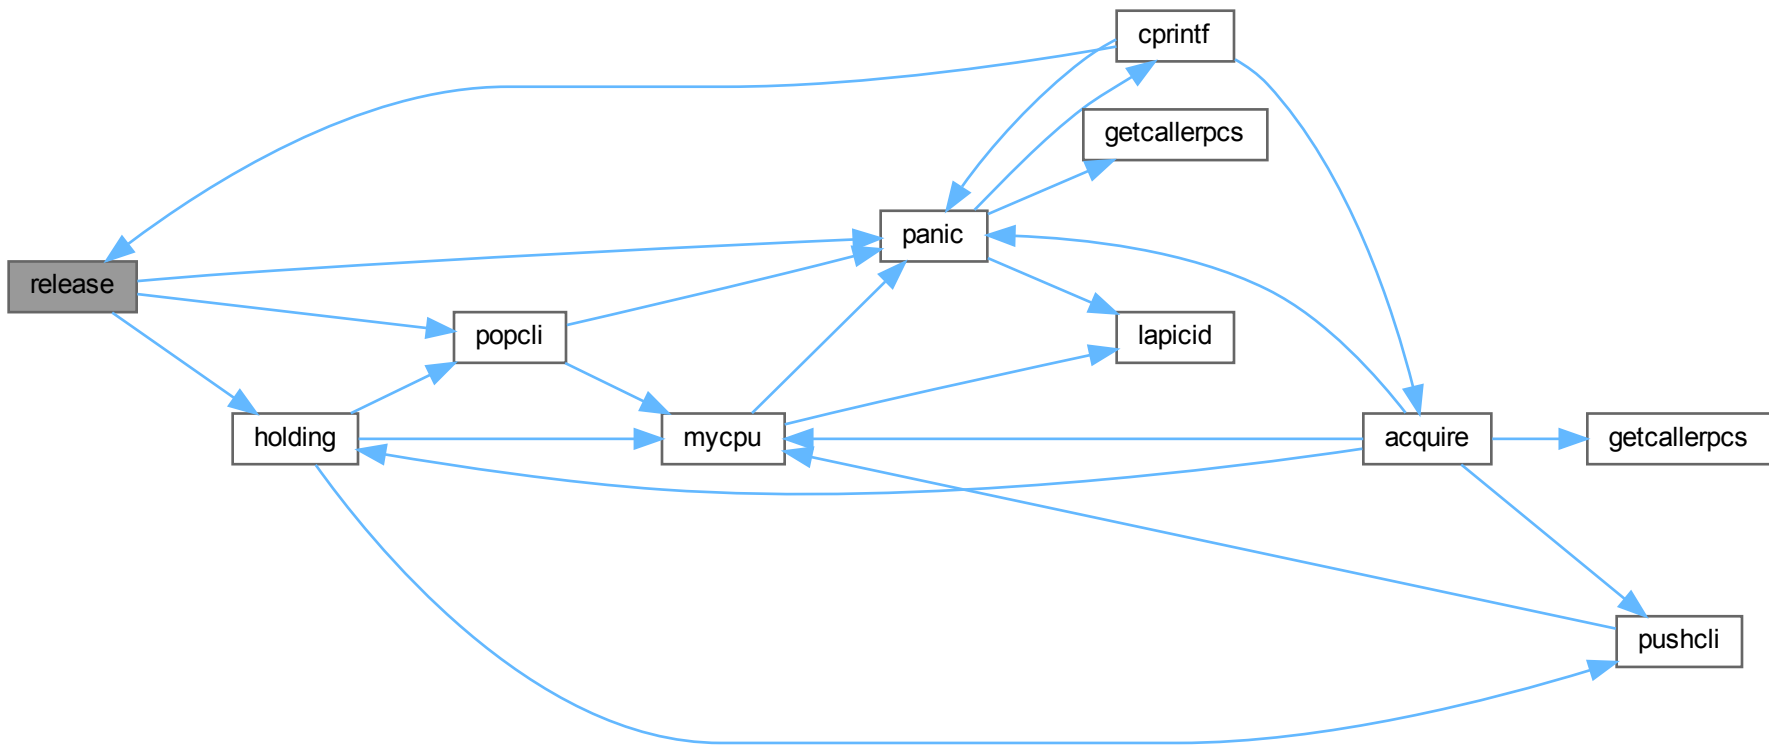 cprintf
getcallerpcs
panic
release
popcli
lapicid
holding
mycpu
acquire
getcallerpcs
pushcli